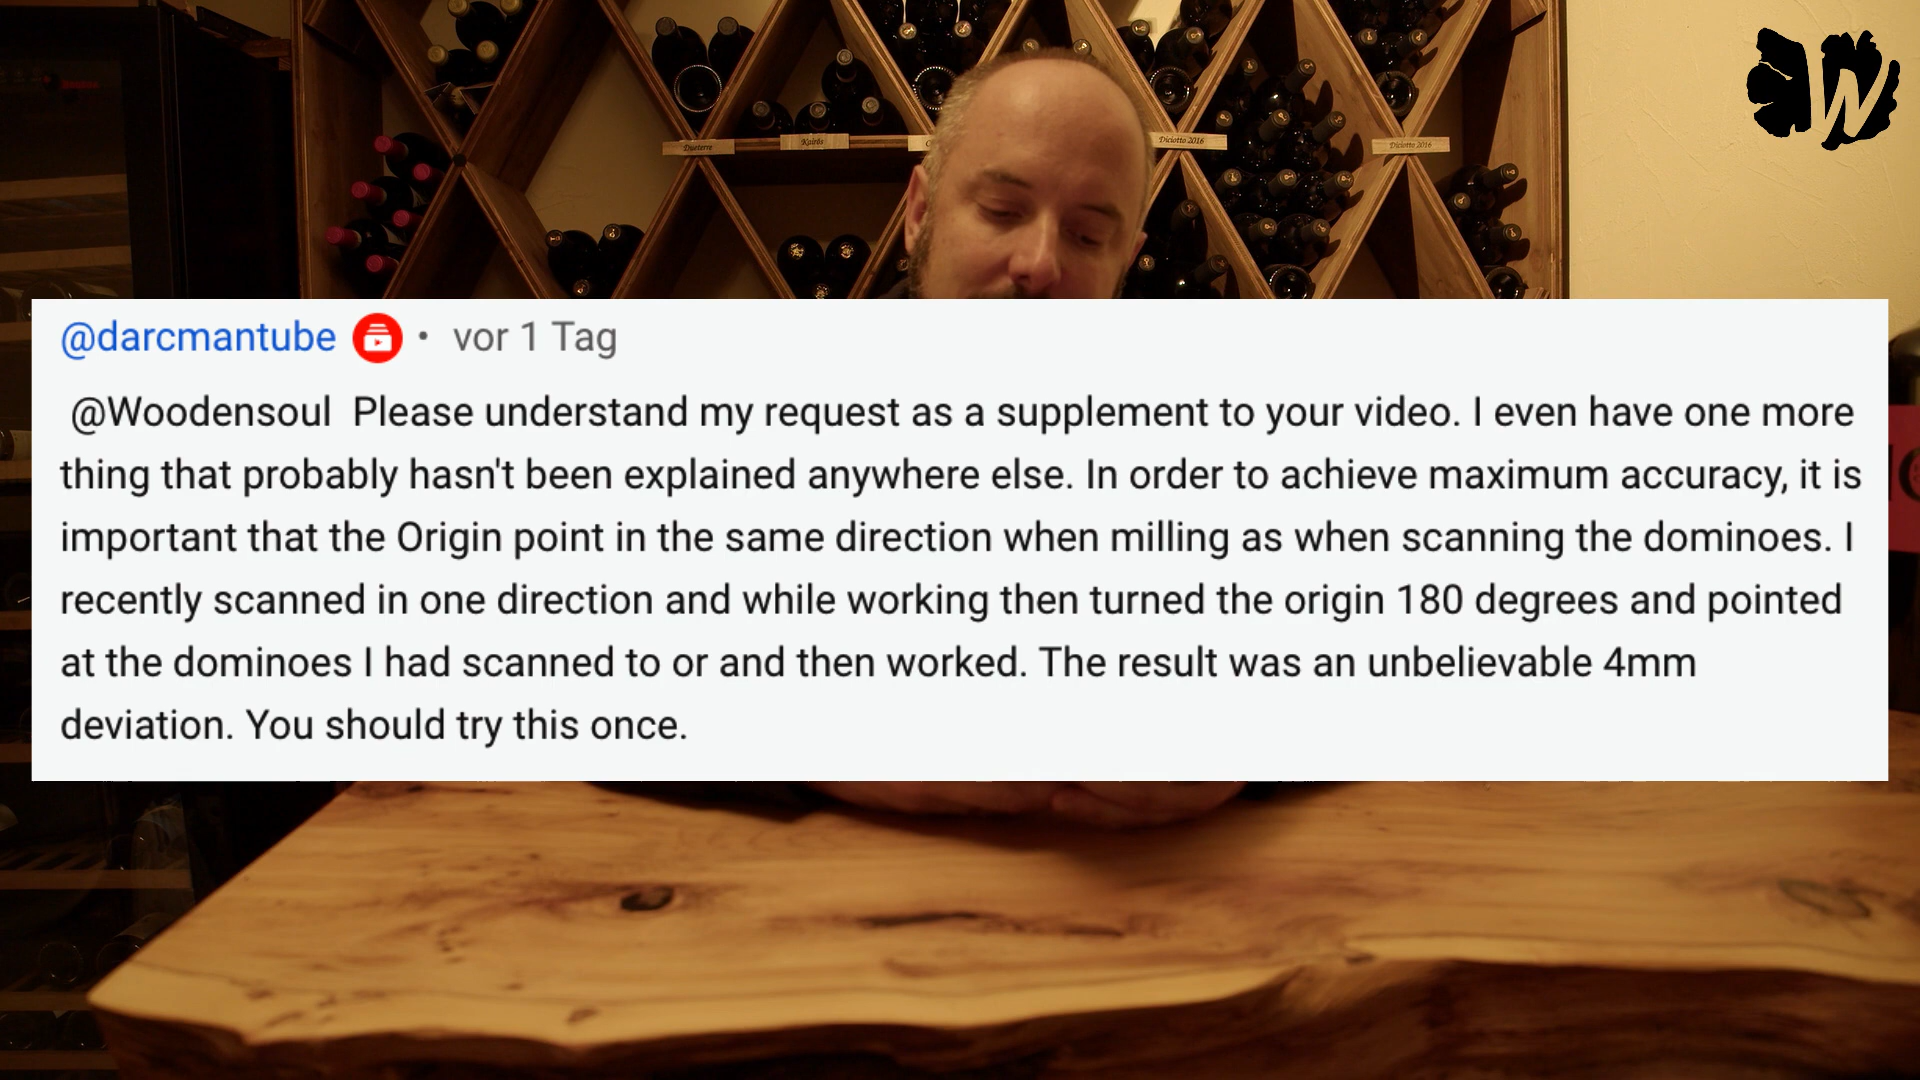 Dueterre
Kairos
Diciotto 2016
Diciotto 2016
W
@darcmantube • vor 1 Tag
@Woodensoul Please understand my request as a supplement to your video. I even have one more
thing that probably hasn't been explained anywhere else. In order to achieve maximum accuracy, it is
important that the Origin point in the same direction when milling as when scanning the dominoes. I
recently scanned in one direction and while working then turned the origin 180 degrees and pointed
at the dominoes I had scanned to or and then worked. The result was an unbelievable 4mm
deviation. You should try this once.